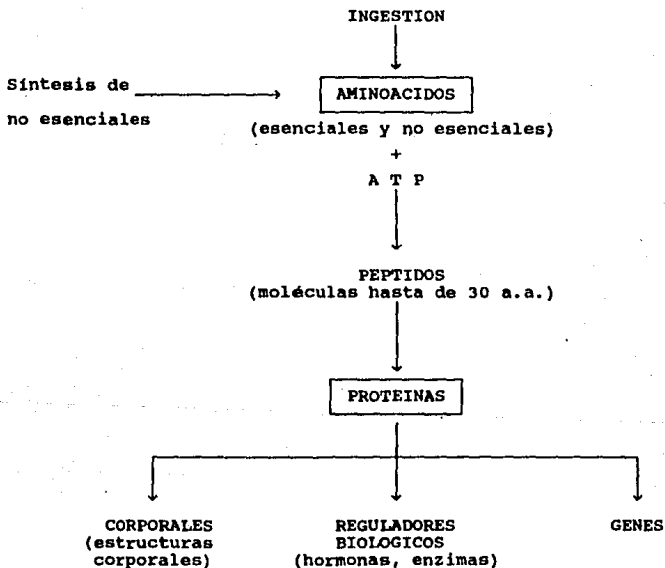 INGESTION
Síntesis de
no esenciales
AMINOACIDOS
(esenciales y no esenciales)
+
A T P
PEPTIDOS
(moléculas hasta de 30 a.a.)
PROTEINAS
CORPORALES
(estructuras
corporales)
REGULADORES
BIOLOGICOS
(hormonas, enzimas)
GENES